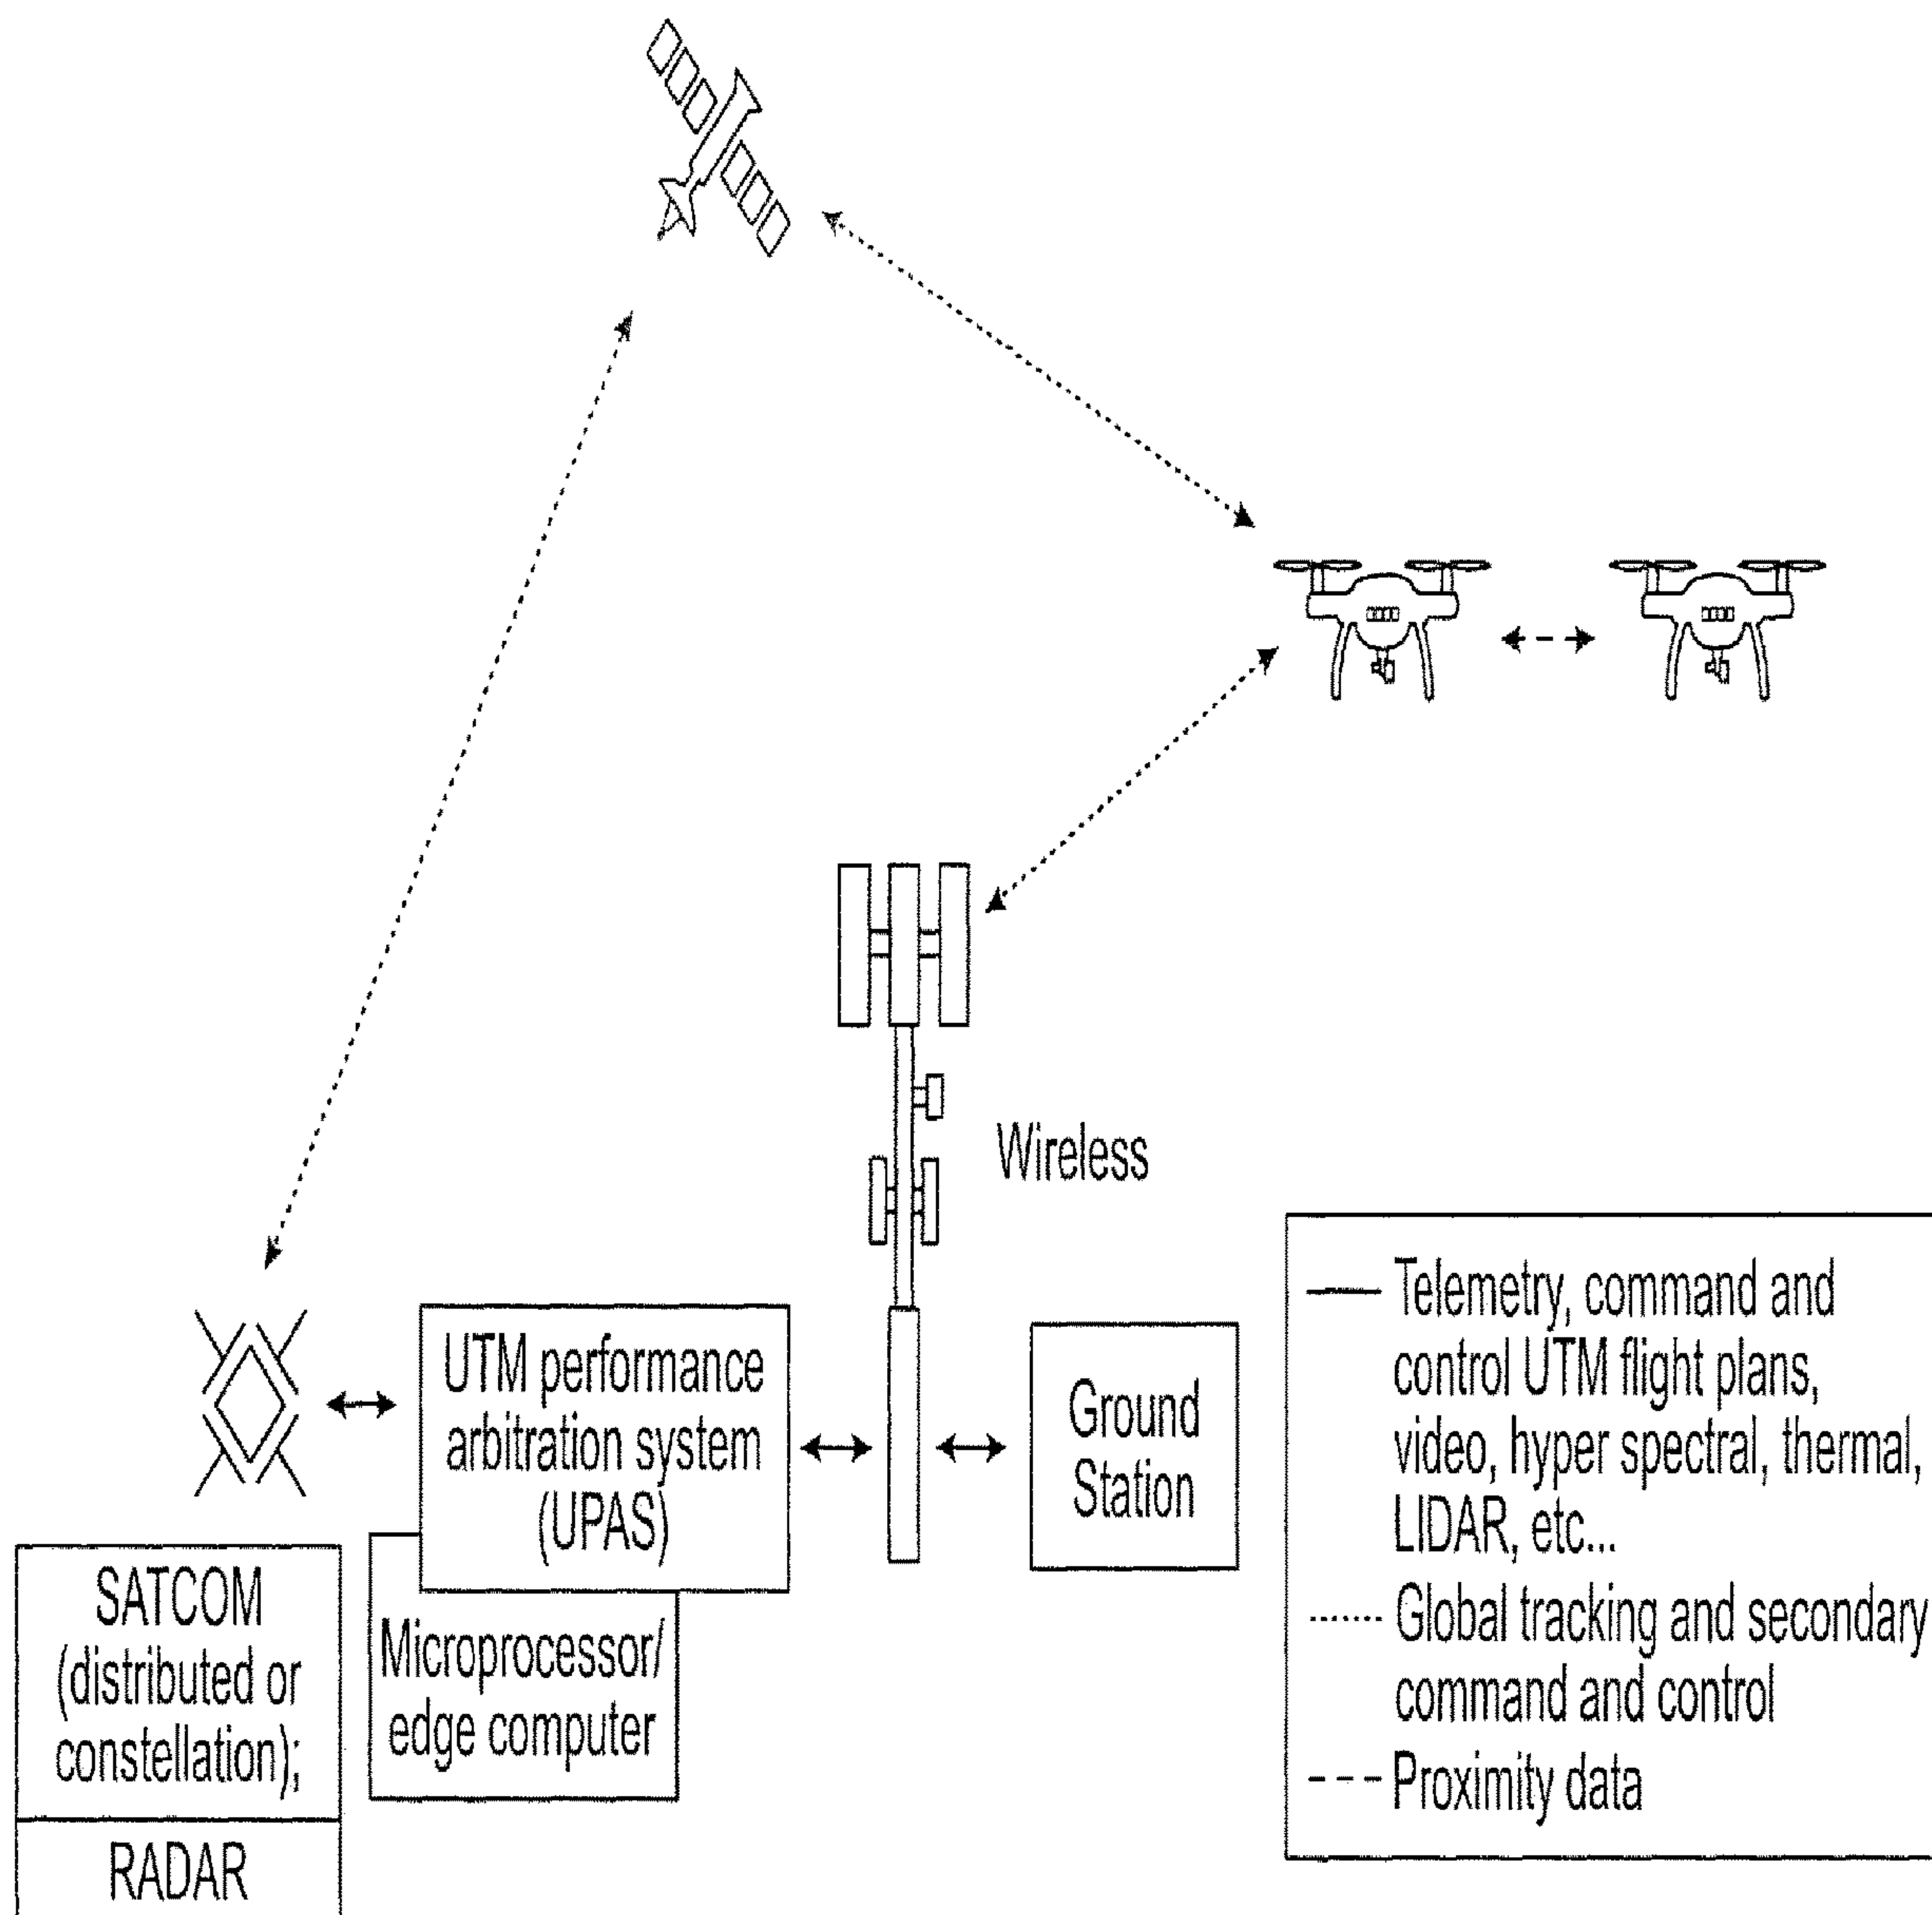 Wireless
UTM performance
arbitration system
(UPAS)
Microprocessor/
edge computer
SATCOM
(distributed or
constellation);
RADAR
Ground
Station
Telemetry, command and
control UTM flight plans,
video, hyper spectral, thermal,
LIDAR, etc...
Global tracking and secondary
command and control
Proximity data